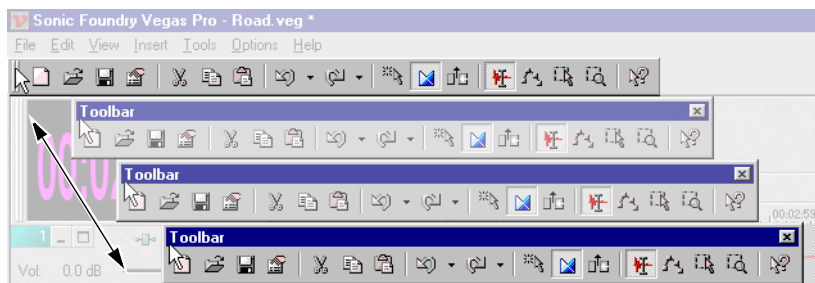 Sonic Foundry Vegas Pro - Road.veg *
File Edit View Insert Tools Options Help
Toolbar
Toolbar
00:02:59
1
Toolbar
Vol: 0.0 dB